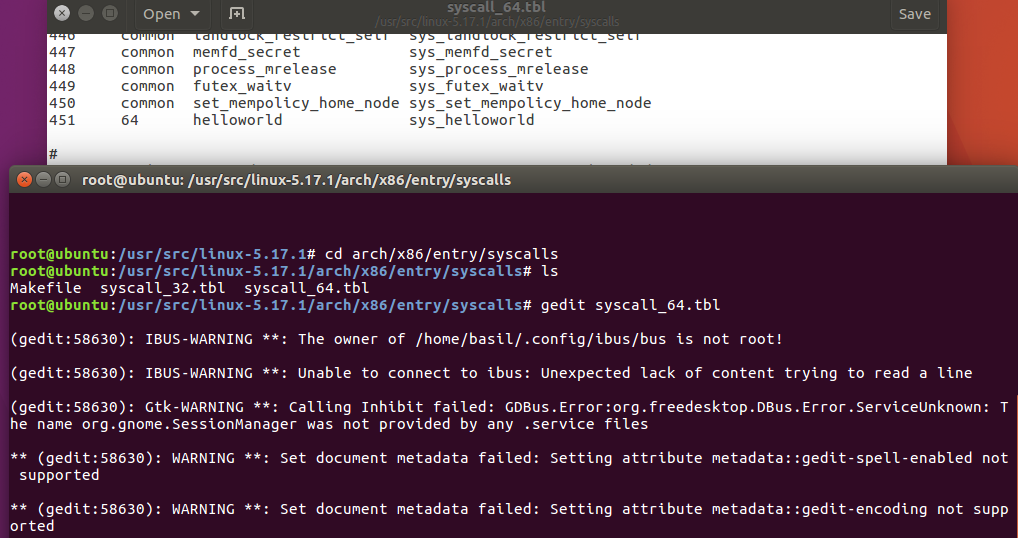 Open
syscall_64.tbl
/usr/src/linux-5.17.1/arch/x86/entry/syscalls
Save
446 common landlock_restrict_self sys_landlock_restrict_self
447 common memfd_secret sys_memfd_secret
448 common process_mrelease sys_process_mrelease
449 common futex_waitv sys_futex_waitv
450 common set_mempolicy_home_node sys_set_mempolicy_home_node
451 64 helloworld sys_helloworld
#
root@ubuntu: /usr/src/linux-5.17.1/arch/x86/entry/syscalls
root@ubuntu:/usr/src/linux-5.17.1# cd arch/x86/entry/syscalls
root@ubuntu:/usr/src/linux-5.17.1/arch/x86/entry/syscalls# ls
Makefile syscall_32.tbl syscall_64.tbl
root@ubuntu:/usr/src/linux-5.17.1/arch/x86/entry/syscalls# gedit syscall_64.tbl
(gedit:58630): IBUS-WARNING **: The owner of /home/basil/.config/ibus/bus is not root!
(gedit:58630): IBUS-WARNING **: Unable to connect to ibus: Unexpected lack of content trying to read a line
(gedit:58630): Gtk-WARNING **: Calling Inhibit failed: GDBus.Error:org.freedesktop.DBus.Error.ServiceUnknown: T
he name org.gnome.SessionManager was not provided by any .service files
** (gedit:58630): WARNING **: Set document metadata failed: Setting attribute metadata::gedit-spell-enabled not
supported
** (gedit:58630): WARNING **: Set document metadata failed: Setting attribute metadata::gedit-encoding not supp
orted